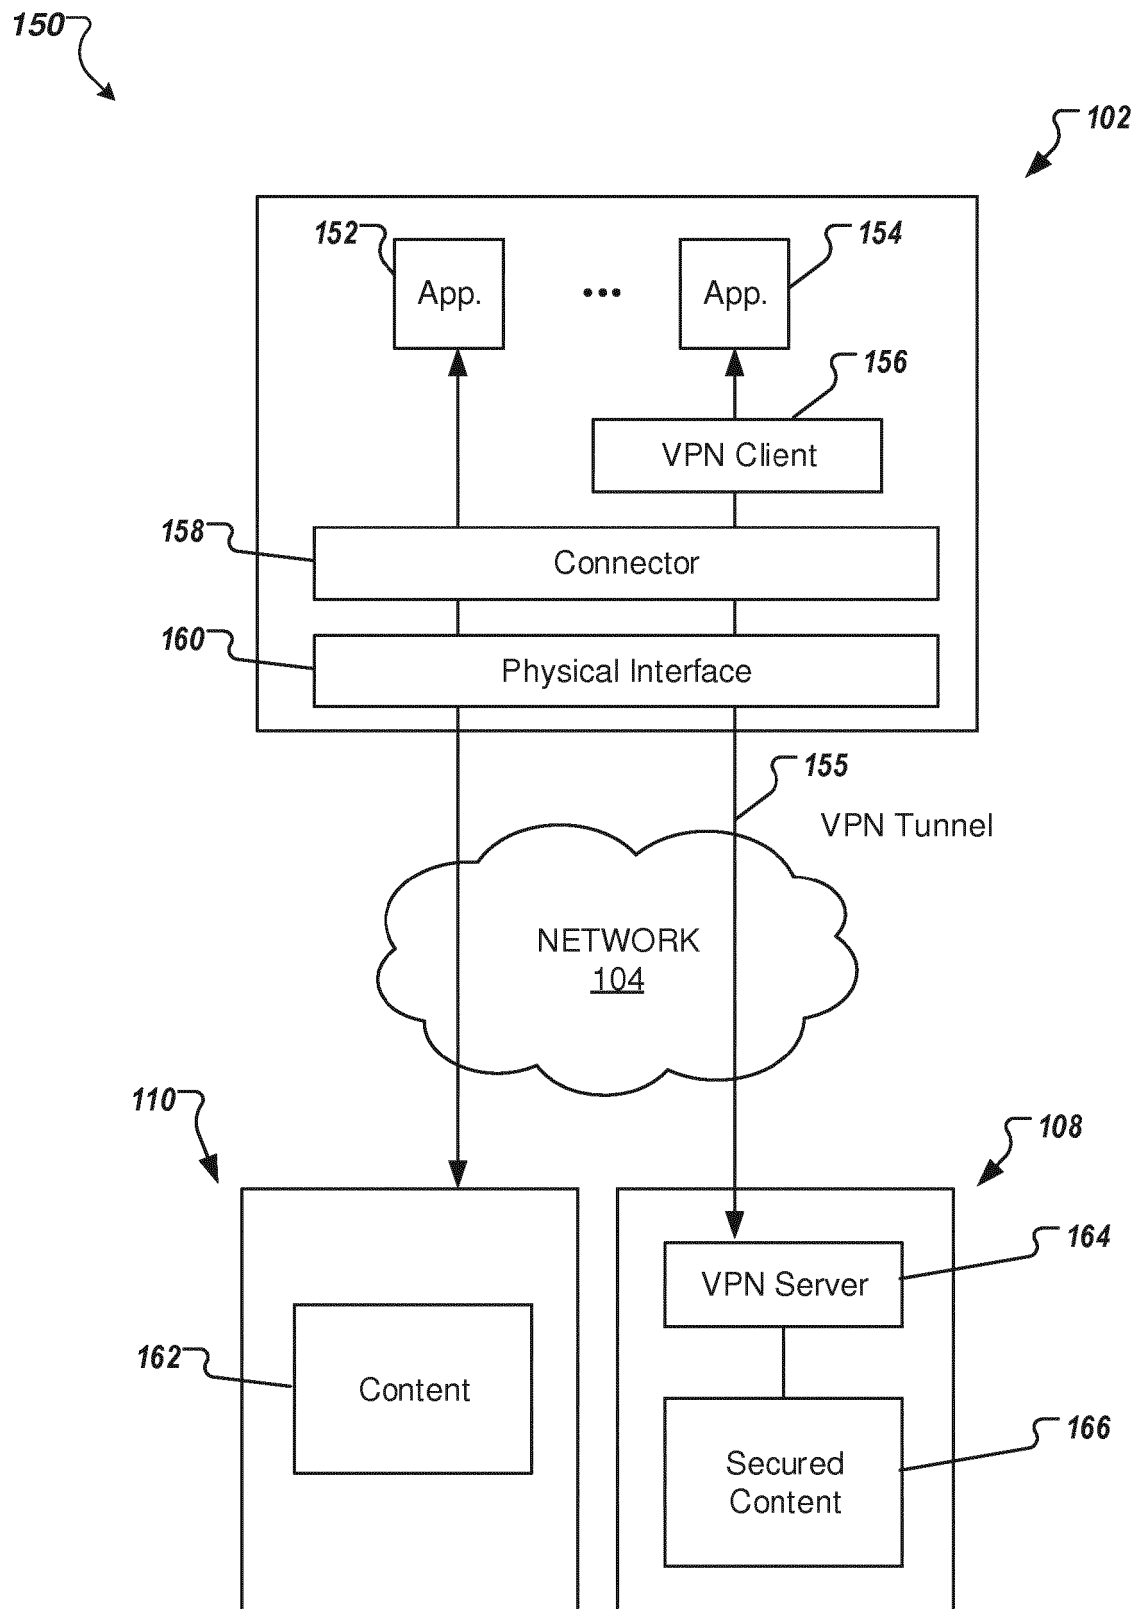 150
102
152
154
App.
...
App.
156
VPN Client
158
Connector
160
Physical Interface
155
VPN Tunnel
NETWORK
104
110
108
164
VPN Server
162
Content
166
Secured
Content